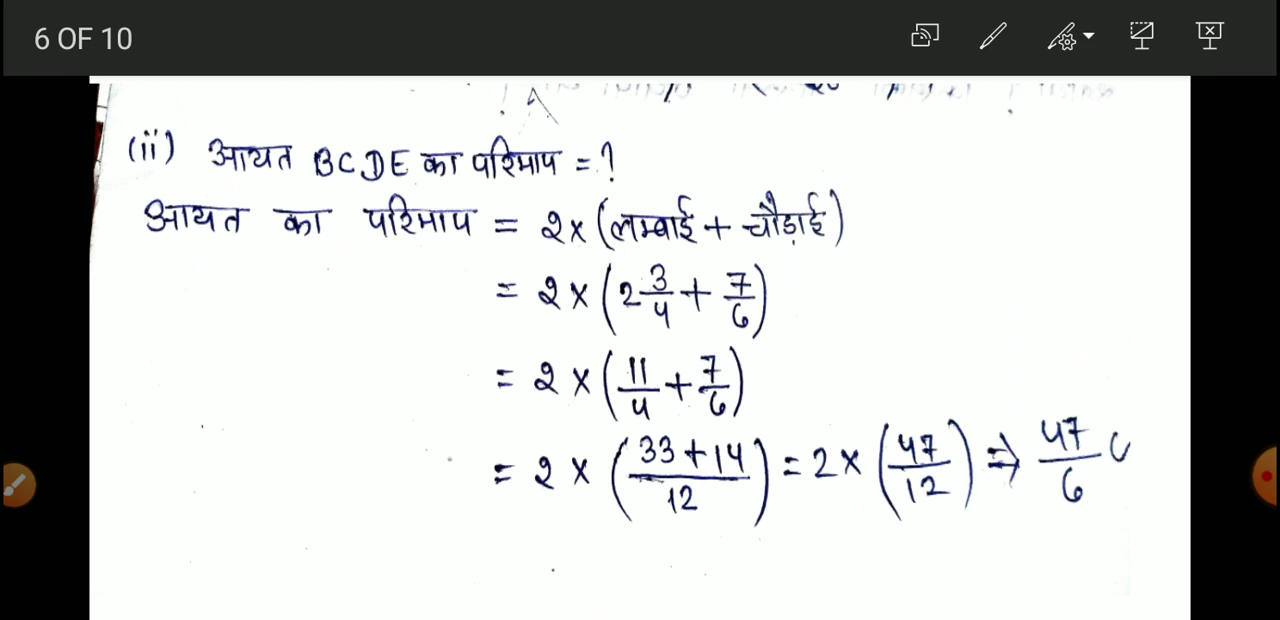 6 OF 10
(ii) आयत BCDE का परिमाप = ?
आयत का परिमाप = 2 × (लम्बाई + चौड़ाई)
= 2 × (2 3/4 + 7/6)
= 2 × (11/4 + 7/6)
= 2 × (33+14/12) = 2 × (47/12) ⇒ 47/6